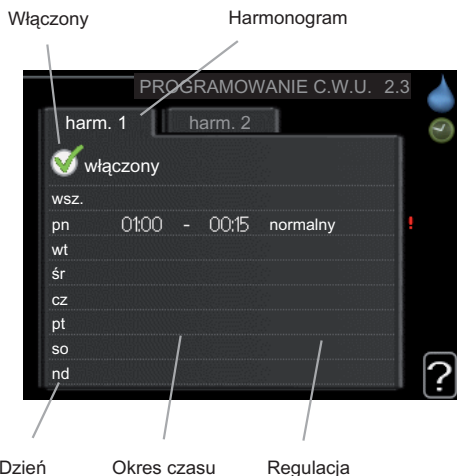 Włączony Harmonogram
PROGRAMOWANIE C.W.U. 2.3
harm. 1 harm. 2
włączony
wsz.
pn 01:00 - 00:15 normalny !
wt
śr
cz
pt
so
nd
?
Dzień Okres czasu Regulacja